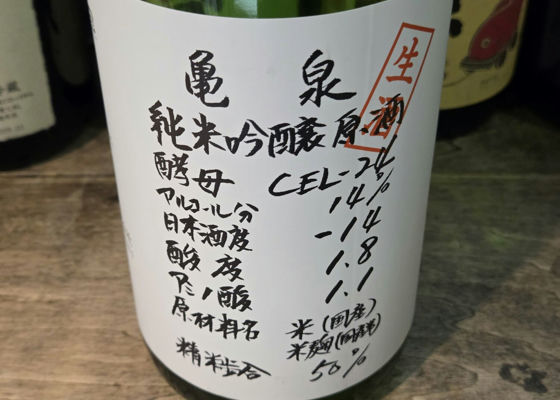 亀泉
生酒
純米吟醸原酒
酵母 CEL-24
アルコール分 14%
日本酒度 -14
酸度 1.8
アミノ酸 1.1
原材料名 米(国産)
米麹(国産米)
精米歩合 50%